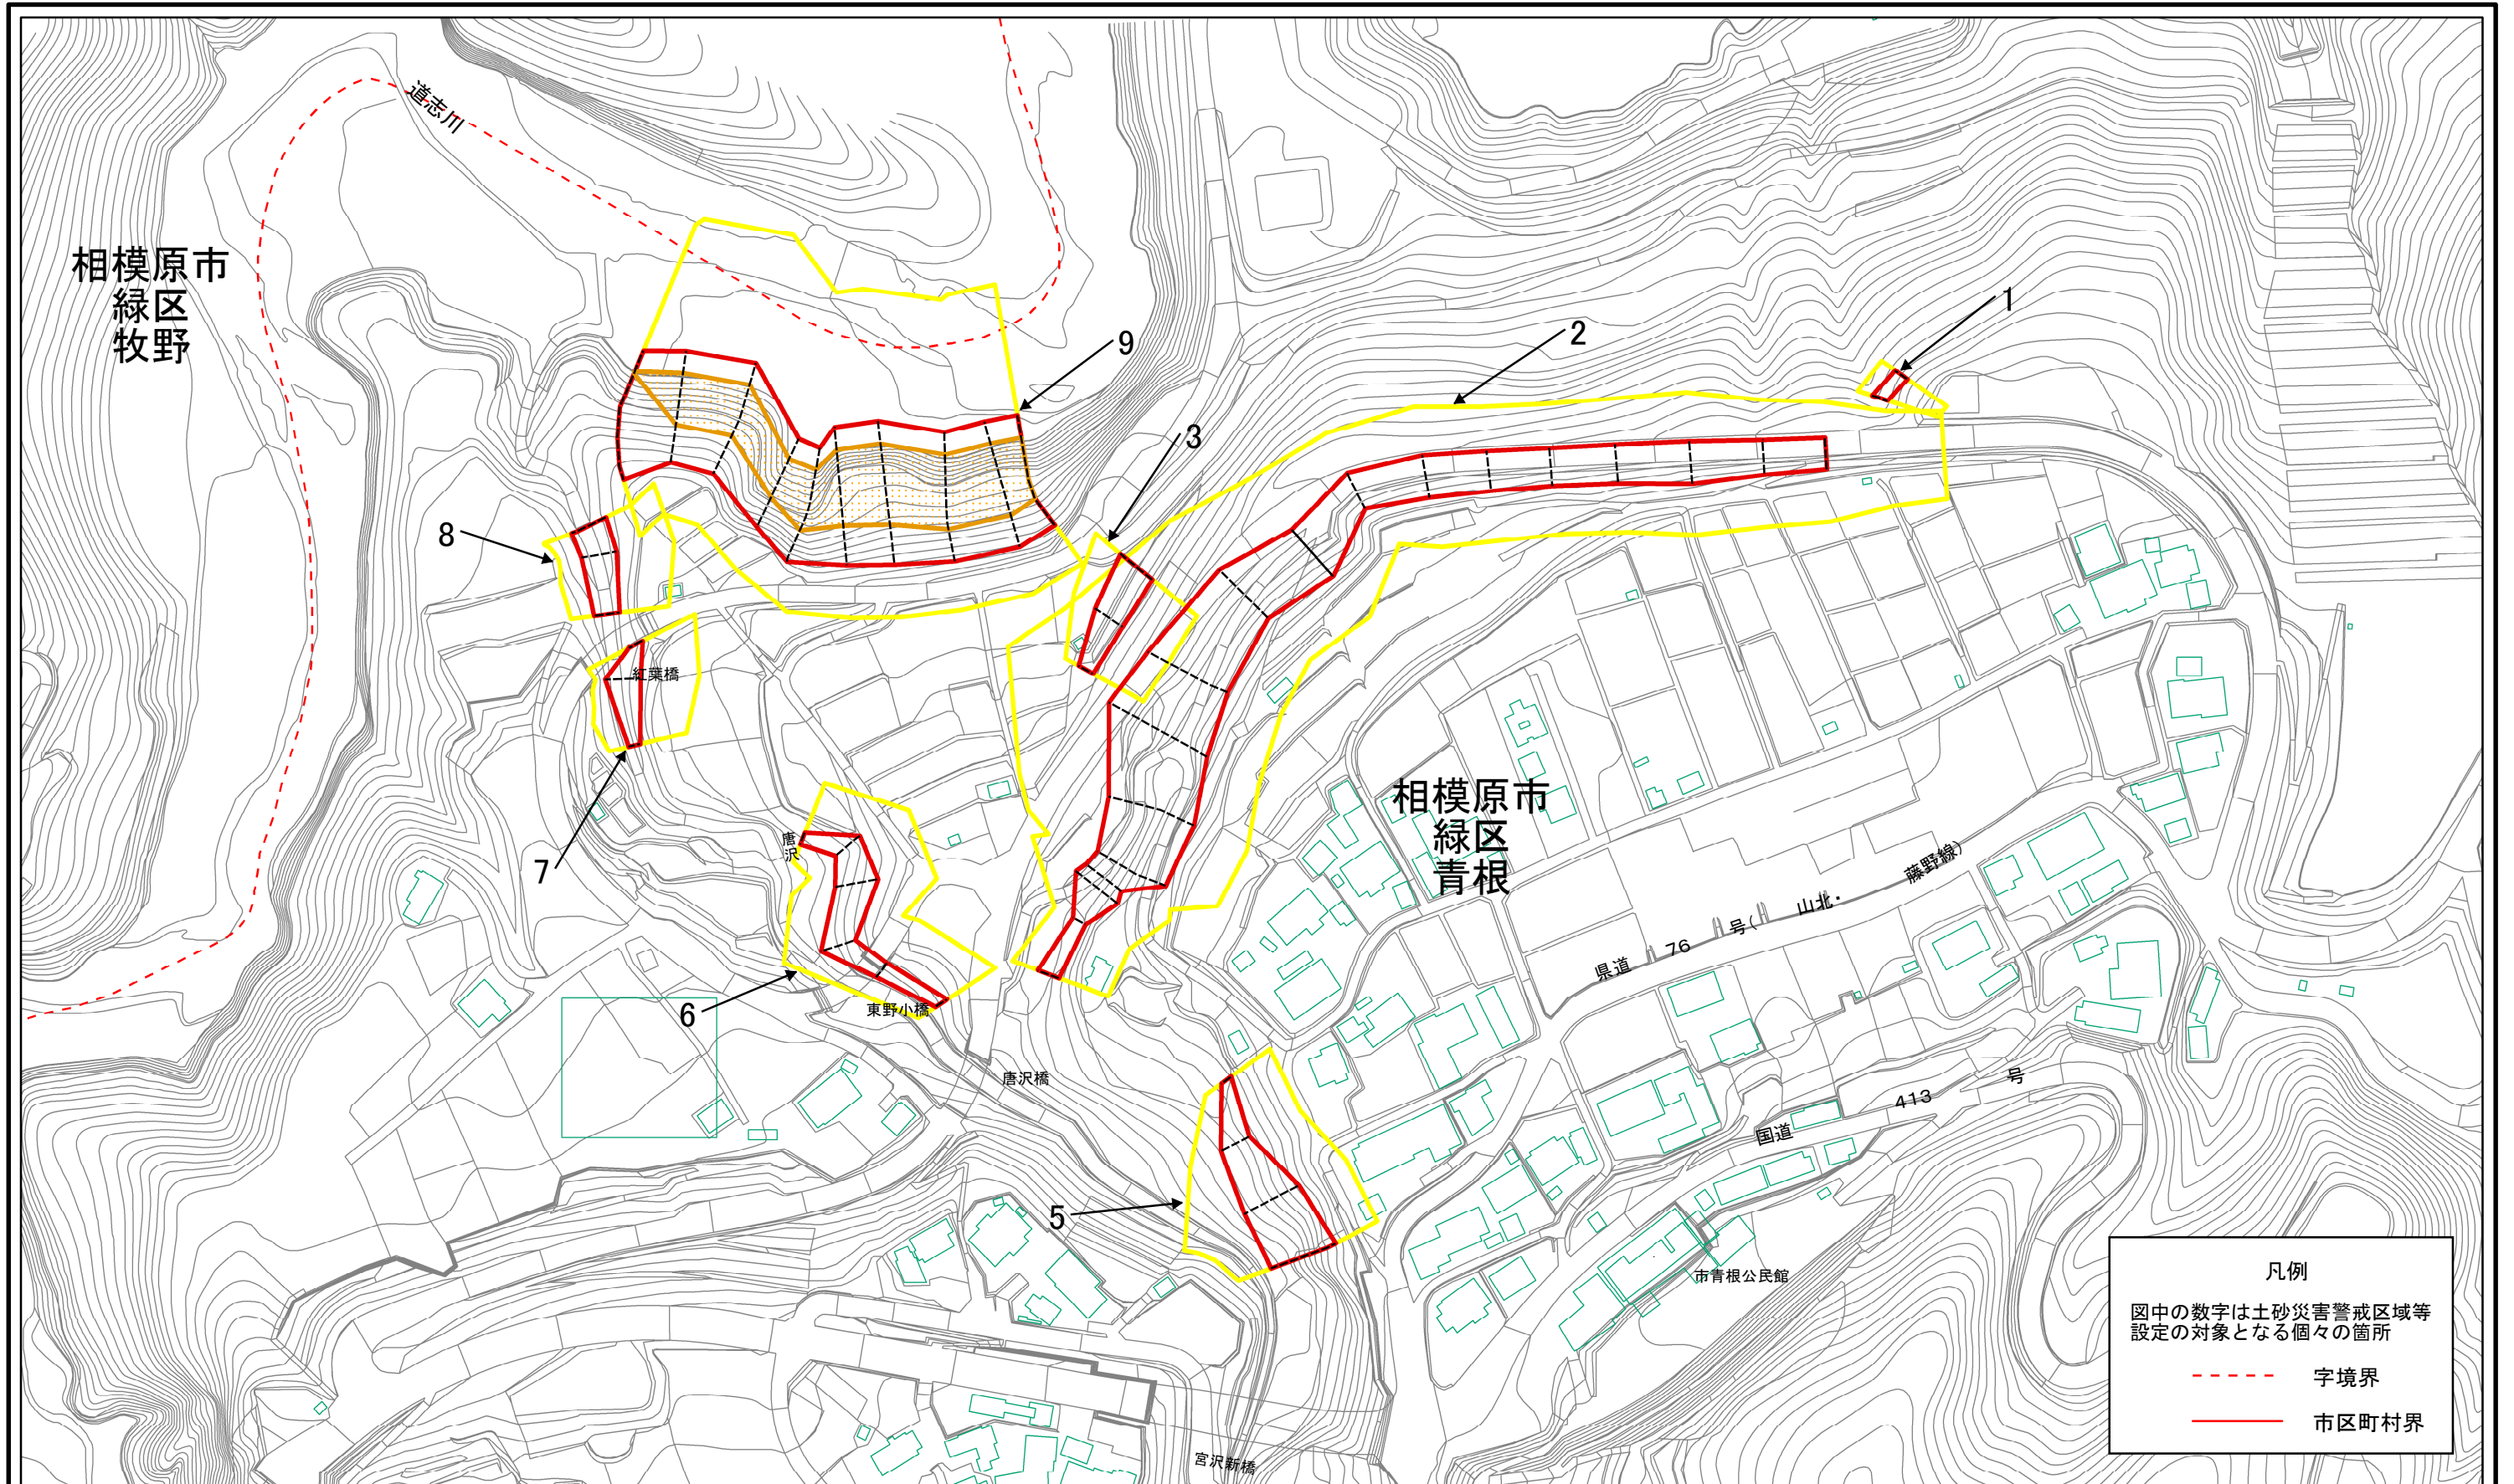 道志川
相模原市
緑区
牧野
1
2
9
3
8
紅葉橋
7
唐沢
相模原市
緑区
青根
県道 76 号( 山北・ 藤野線)
6
東野小橋
唐沢橋
国道 413 号
5
市青根公民館
宮沢新橋
凡例
図中の数字は土砂災害警戒区域等
設定の対象となる個々の箇所
字境界
市区町村界